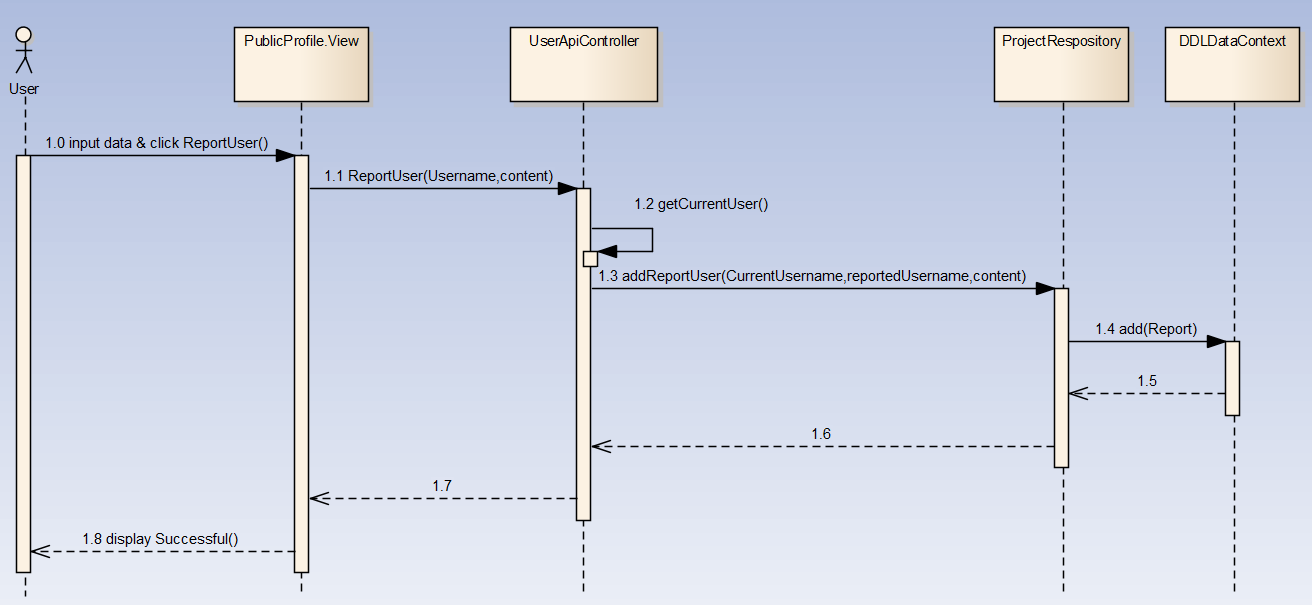 PublicProfile.View
UserApiController
ProjectRespository
DDLDataContext
User
1.0 input data & click ReportUser()
1.1 ReportUser(Username,content)
1.2 getCurrentUser()
1.3 addReportUser(CurrentUsername,reportedUsername,content)
1.4 add(Report)
1.5
1.6
1.7
1.8 display Successful()